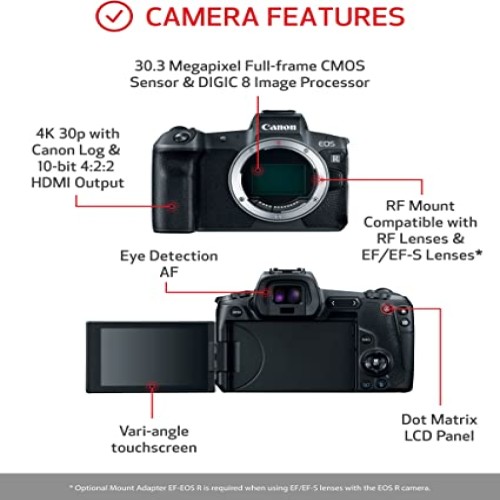 CAMERA FEATURES
30.3 Megapixel Full-frame CMOS
Sensor & DIGIC 8 Image Processor
4K 30p with
Canon Log &
10-bit 4:2:2
HDMI Output
Canon
EOS
R
RF Mount
Compatible with
RF Lenses &
EF/EF-S Lenses*
Eye Detection
AF
Vari-angle
touchscreen
Dot Matrix
LCD Panel
* Optional Mount Adapter EF-EOS R is required when using EF/EF-S lenses with the EOS R camera.